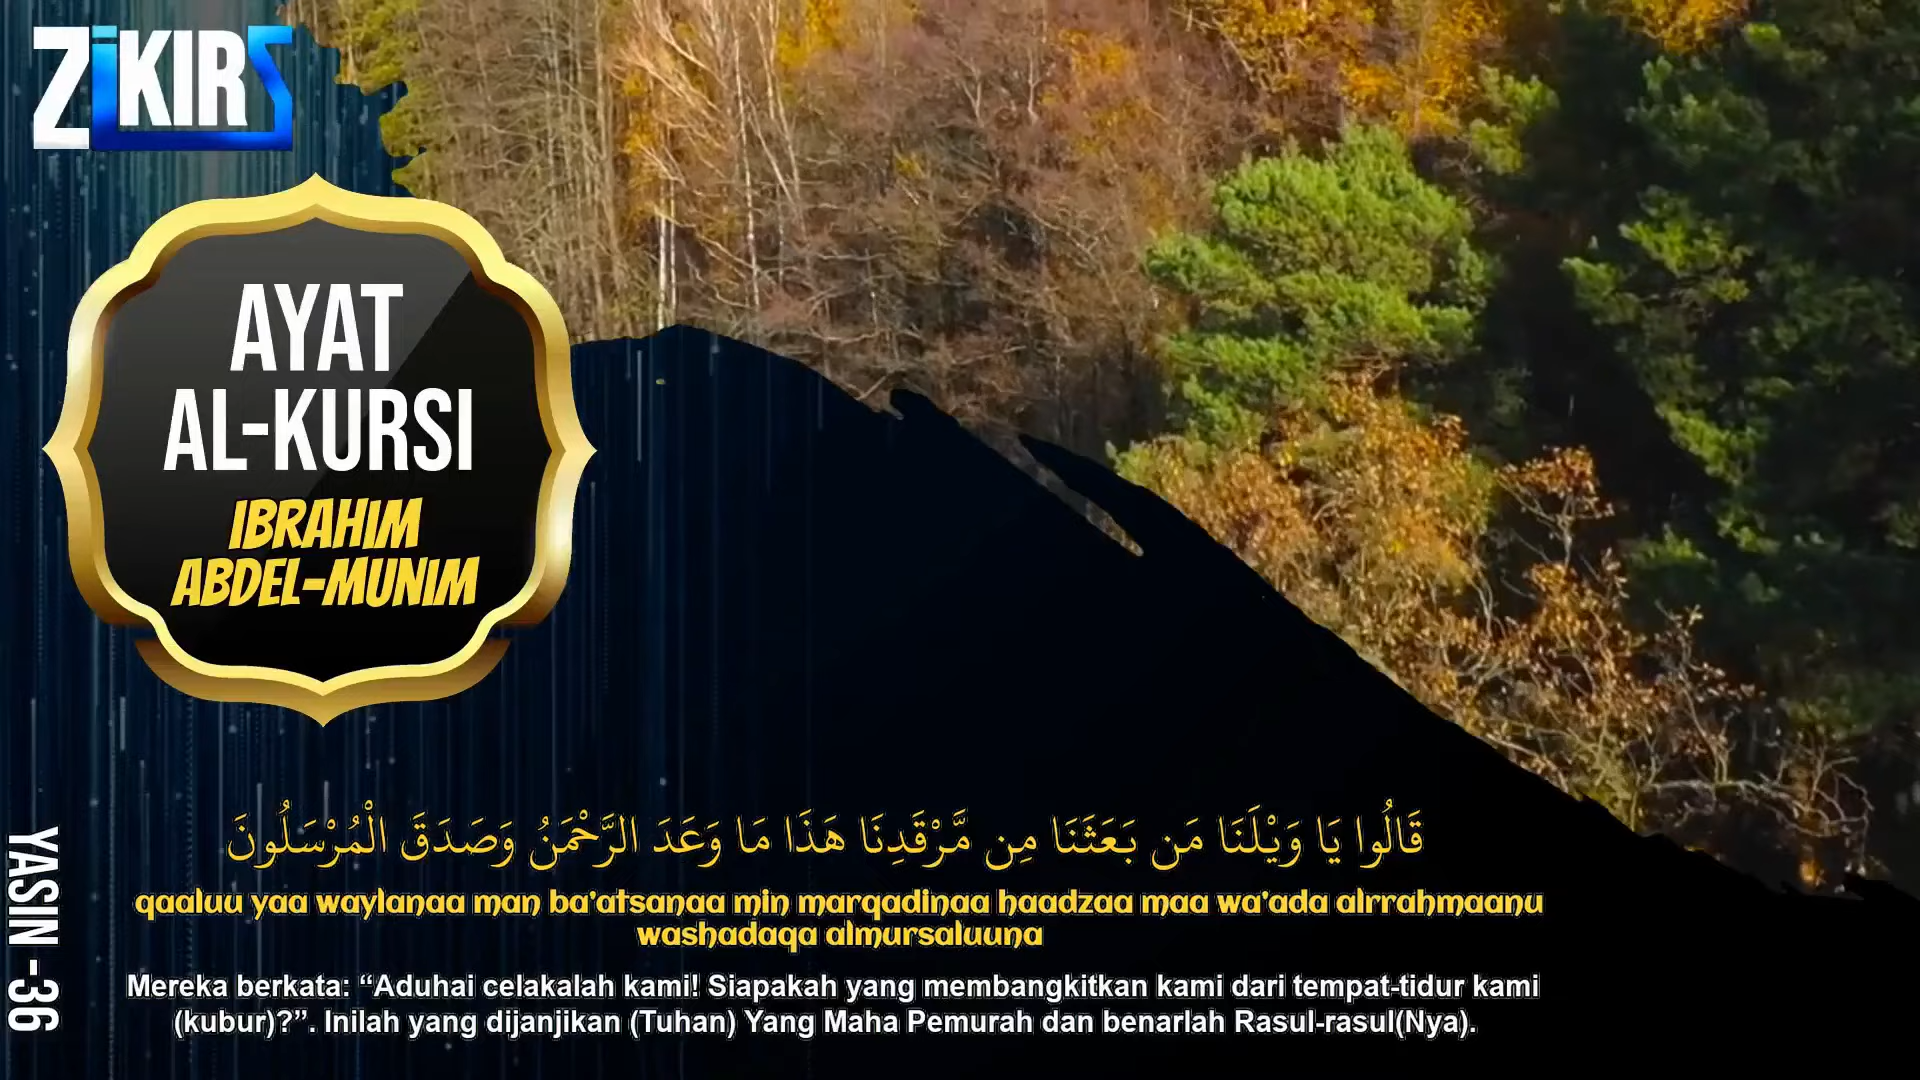 ZiKIRS
AYAT
AL-KURSI
IBRAHIM
ABDEL-MUNIM
قَالُوا يَا وَيْلَنَا مَن بَعَثَنَا مِن مَّرْقَدِنَا هَذَا مَا وَعَدَ الرَّحْمَنُ وَصَدَقَ الْمُرْسَلُونَ
qaaluu yaa waylanaa man ba'atsanaa min marqadinaa haadzaa maa wa'ada alrrahmaanu
washadaqa almursaluuna
Mereka berkata: “Aduhai celakalah kami! Siapakah yang membangkitkan kami dari tempat-tidur kami
(kubur)?”. Inilah yang dijanjikan (Tuhan) Yang Maha Pemurah dan benarlah Rasul-rasul(Nya).
YASIN -36